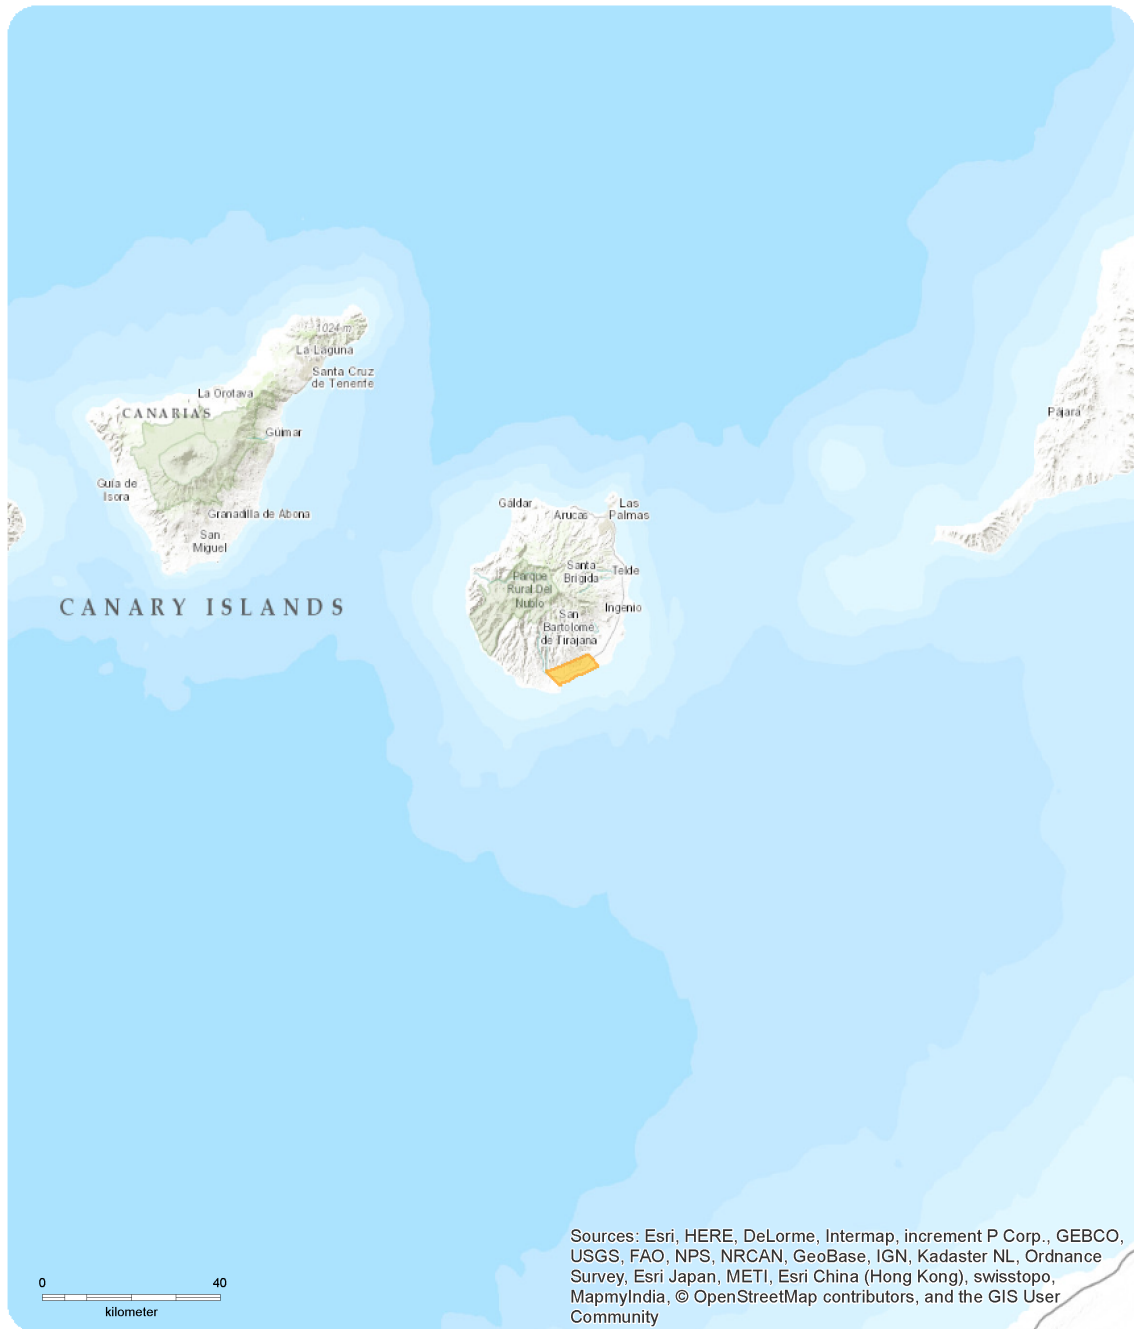 1024 m
La Laguna
Santa Cruz
de Tenerife
La Orotava
CANARIAS
Güimar
Pájara
Guía de
Isora
Granadilla de Abona
San
Miguel
Gáldar
Arucas
Las
Palmas
Santa
Brígida
Telde
Parque
Rural Del
Nublo
San
Bartolomé
de Tirajana
Ingenio
CANARY ISLANDS
Sources: Esri, HERE, DeLorme, Intermap, increment P Corp., GEBCO,
USGS, FAO, NPS, NRCAN, GeoBase, IGN, Kadaster NL, Ordnance
Survey, Esri Japan, METI, Esri China (Hong Kong), swisstopo,
MapmyIndia, © OpenStreetMap contributors, and the GIS User
Community
0 40
kilometer